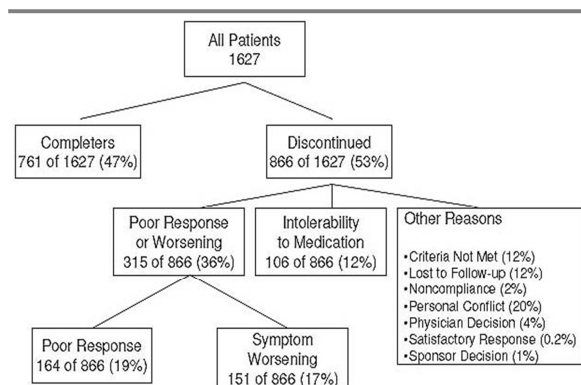 All Patients
1627
Completers
761 of 1627 (47%)
Discontinued
866 of 1627 (53%)
Poor Response
or Worsening
315 of 866 (36%)
Intolerability
to Medication
106 of 866 (12%)
Other Reasons
•Criteria Not Met (12%)
•Lost to Follow-up (12%)
•Noncompliance (2%)
•Personal Conflict (20%)
•Physician Decision (4%)
•Satisfactory Response (0.2%)
•Sponsor Decision (1%)
Poor Response
164 of 866 (19%)
Symptom
Worsening
151 of 866 (17%)